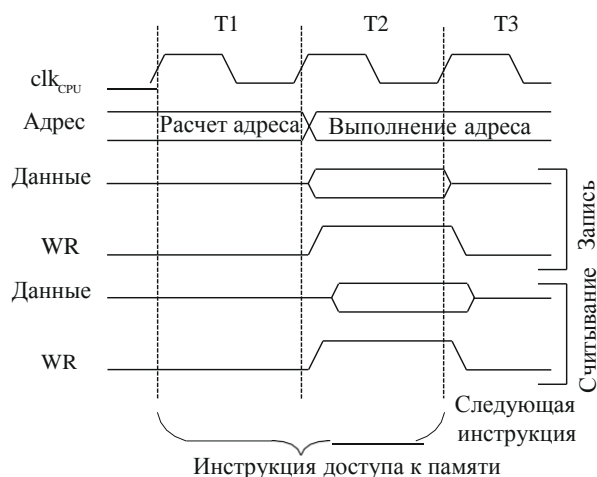 T1 T2 T3
clkCPU
Адрес Расчет адреса Выполнение адреса
Данные
WR
Запись
Данные
WR
Считывание
Следующая
инструкция
Инструкция доступа к памяти